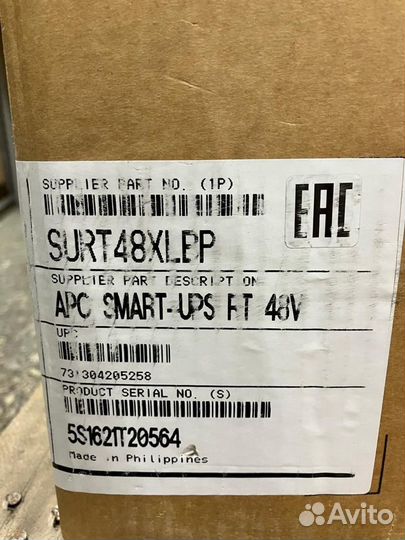 SUPPLIER PART NO. (1P)
EAC
SURT48XLBP
SUPPLIER PART DESCRIPTION
APC SMART-UPS RT 48V
UPC
731304205258
PRODUCT SERIAL NO. (S)
5S1621T20564
Made in Philippines
Avito